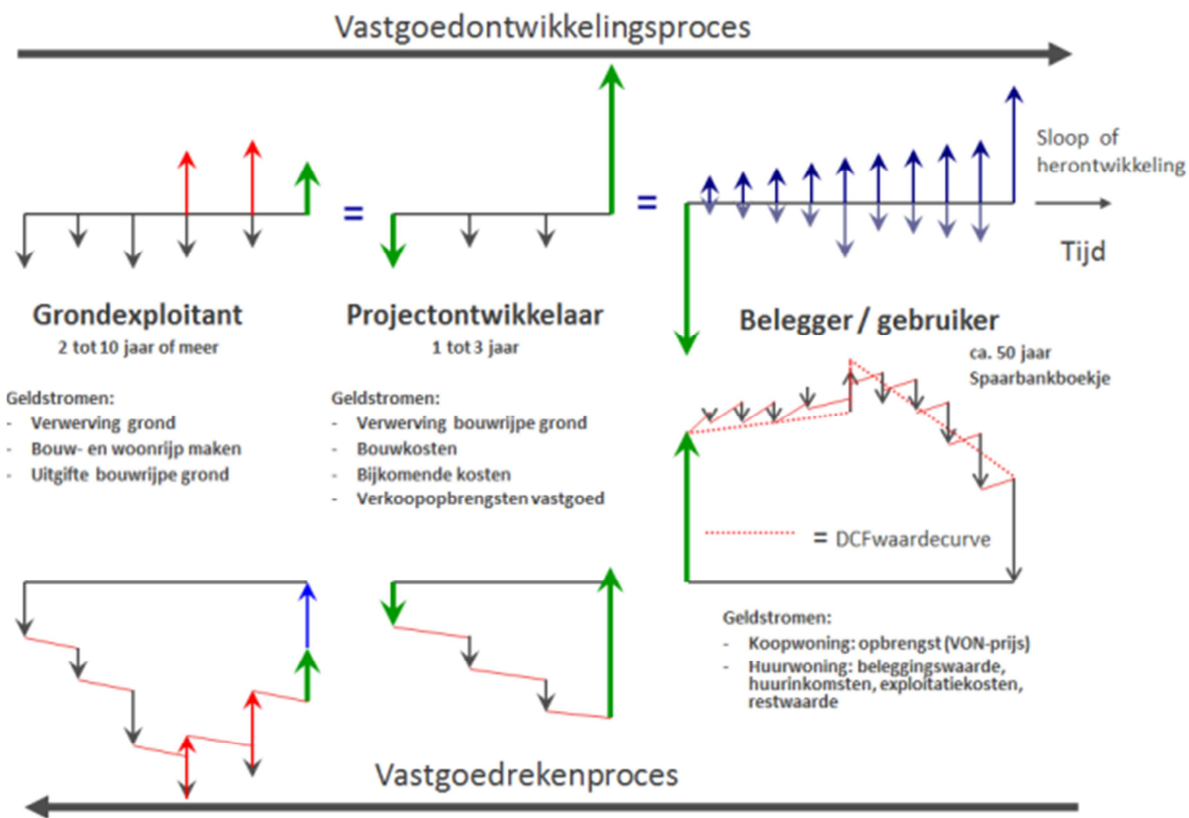 Vastgoedontwikkelingsproces
Sloop of
herontwikkeling
=
=
Tijd
Grondexploitant
2 tot 10 jaar of meer
Geldstromen:
- Verwerving grond
- Bouw- en woonrijp maken
- Uitgifte bouwrijpe grond
Projectontwikkelaar
1 tot 3 jaar
Geldstromen:
- Verwerving bouwrijpe grond
- Bouwkosten
- Bijkomende kosten
- Verkoopopbrengsten vastgoed
Belegger / gebruiker
ca. 50 jaar
Spaarbankboekje
= DCFwaardecurve
Geldstromen:
- Koopwoning: opbrengst (VON-prijs)
- Huurwoning: beleggingswaarde,
huurinkomsten, exploitatiekosten,
restwaarde
Vastgoedrekenproces